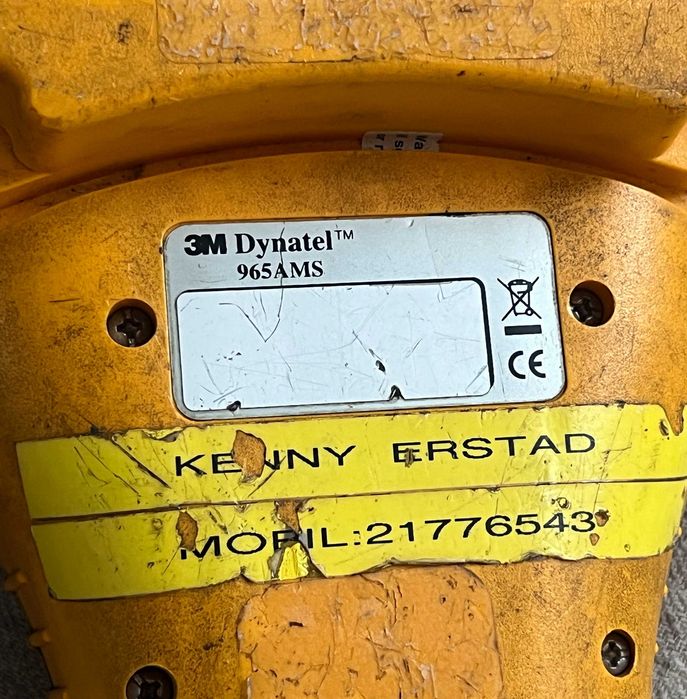 3M Dynatel™
965AMS
CE
KENNY ERSTAD
MOBIL:21776543